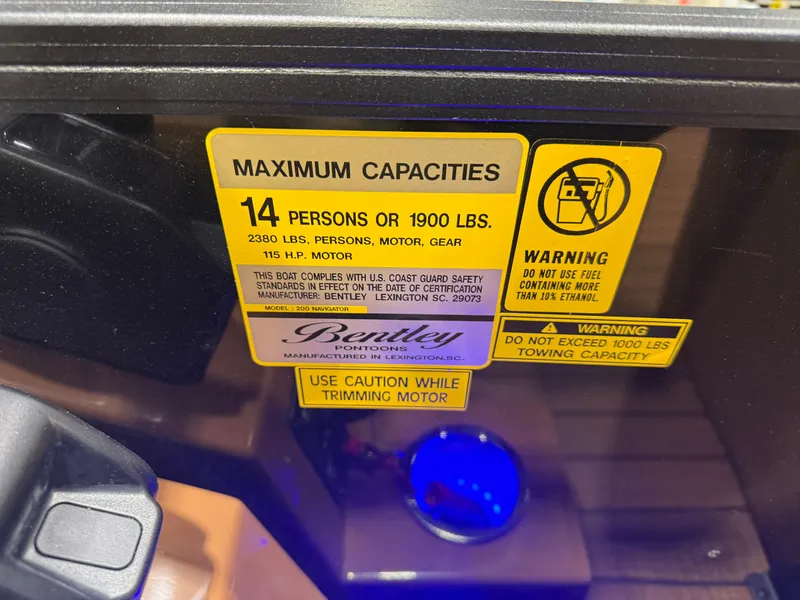 MAXIMUM CAPACITIES
14 PERSONS OR 1900 LBS.
2380 LBS, PERSONS, MOTOR, GEAR
115 H.P. MOTOR
THIS BOAT COMPLIES WITH U.S. COAST GUARD SAFETY
STANDARDS IN EFFECT ON THE DATE OF CERTIFICATION
MANUFACTURER: BENTLEY LEXINGTON SC. 29073
MODEL : 200 NAVIGATOR
Bentley
PONTOONS
MANUFACTURED IN LEXINGTON,SC.
USE CAUTION WHILE
TRIMMING MOTOR
WARNING
DO NOT USE FUEL
CONTAINING MORE
THAN 10% ETHANOL.
WARNING
DO NOT EXCEED 1000 LBS
TOWING CAPACITY